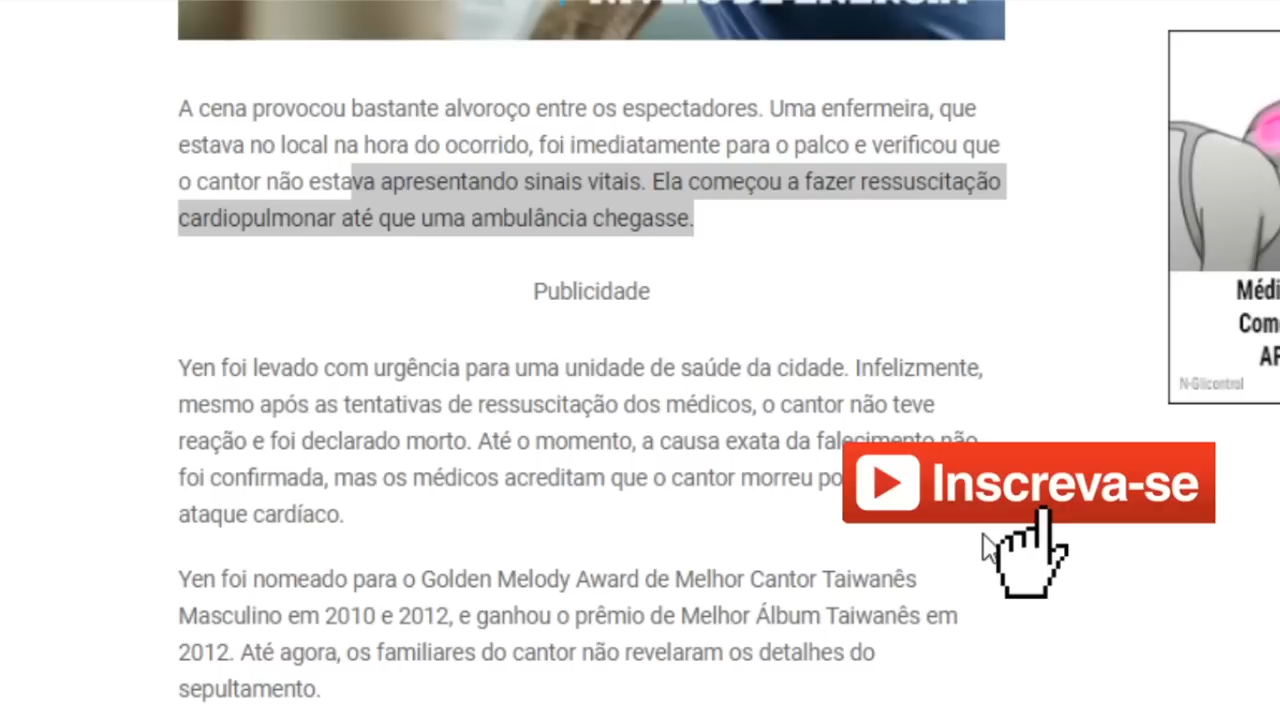 NÍVEIS DE ENERGIA
A cena provocou bastante alvoroço entre os espectadores. Uma enfermeira, que
estava no local na hora do ocorrido, foi imediatamente para o palco e verificou que
o cantor não estava apresentando sinais vitais. Ela começou a fazer ressuscitação
cardiopulmonar até que uma ambulância chegasse.
Publicidade
Yen foi levado com urgência para uma unidade de saúde da cidade. Infelizmente,
mesmo após as tentativas de ressuscitação dos médicos, o cantor não teve
reação e foi declarado morto. Até o momento, a causa exata do falecimento não
foi confirmada, mas os médicos acreditam que o cantor morreu po
ataque cardíaco.
Yen foi nomeado para o Golden Melody Award de Melhor Cantor Taiwanês
Masculino em 2010 e 2012, e ganhou o prêmio de Melhor Álbum Taiwanês em
2012. Até agora, os familiares do cantor não revelaram os detalhes do
sepultamento.
Inscreva-se
Médi
Com
AF
N-Glicontrol